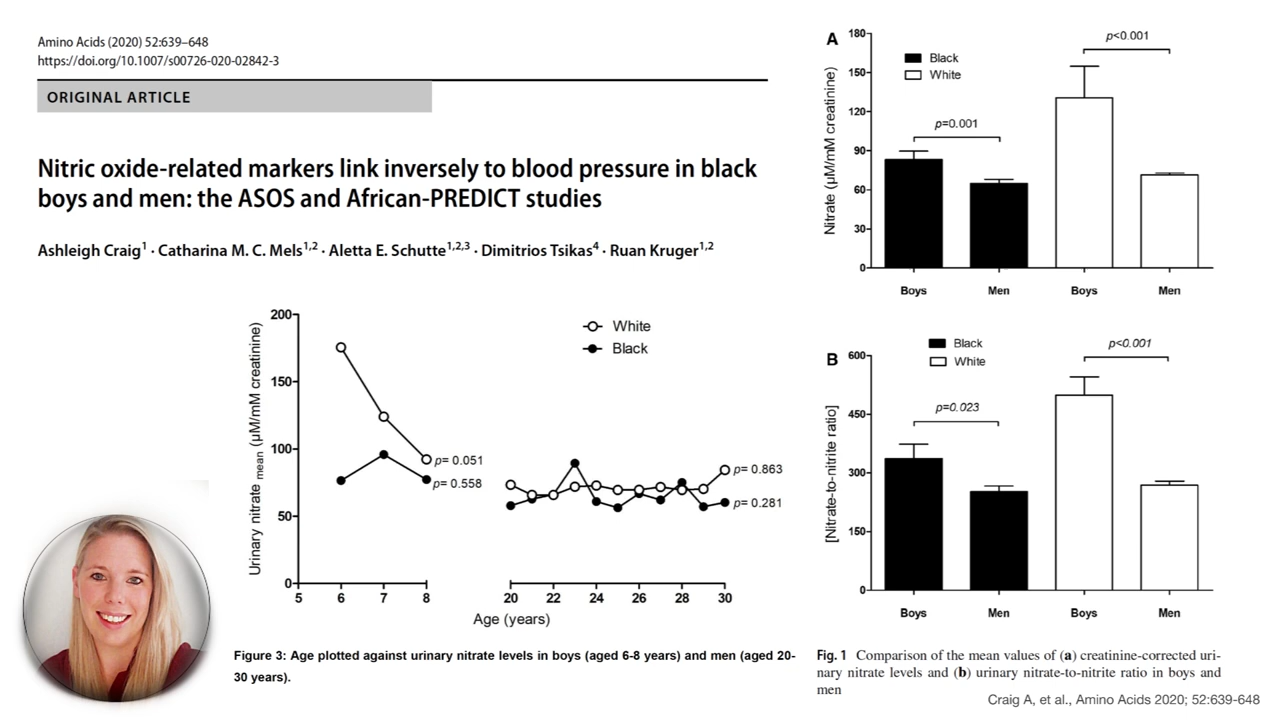 Amino Acids (2020) 52:639–648
https://doi.org/10.1007/s00726-020-02842-3
ORIGINAL ARTICLE
Nitric oxide-related markers link inversely to blood pressure in black
boys and men: the ASOS and African-PREDICT studies
Ashleigh Craig1 · Catharina M. C. Mels1,2 · Aletta E. Schutte1,2,3 · Dimitrios Tsikas4 · Ruan Kruger1,2
Urinary nitrate mean (µM/mM creatinine)
200
150
100
50
0
White
Black
p= 0.051
p= 0.558
p= 0.863
p= 0.281
5 6 7 8 20 22 24 26 28 30
Age (years)
Figure 3: Age plotted against urinary nitrate levels in boys (aged 6-8 years) and men (aged 20-
30 years).
A
Nitrate (µM/mM creatinine)
180
150
120
90
60
30
0
Black
White
p=0.001
p<0.001
Boys Men Boys Men
B
[Nitrate-to-nitrite ratio]
600
450
300
150
0
Black
White
p=0.023
p<0.001
Boys Men Boys Men
Fig. 1 Comparison of the mean values of (a) creatinine-corrected uri-
nary nitrate levels and (b) urinary nitrate-to-nitrite ratio in boys and
men
Craig A, et al., Amino Acids 2020; 52:639-648